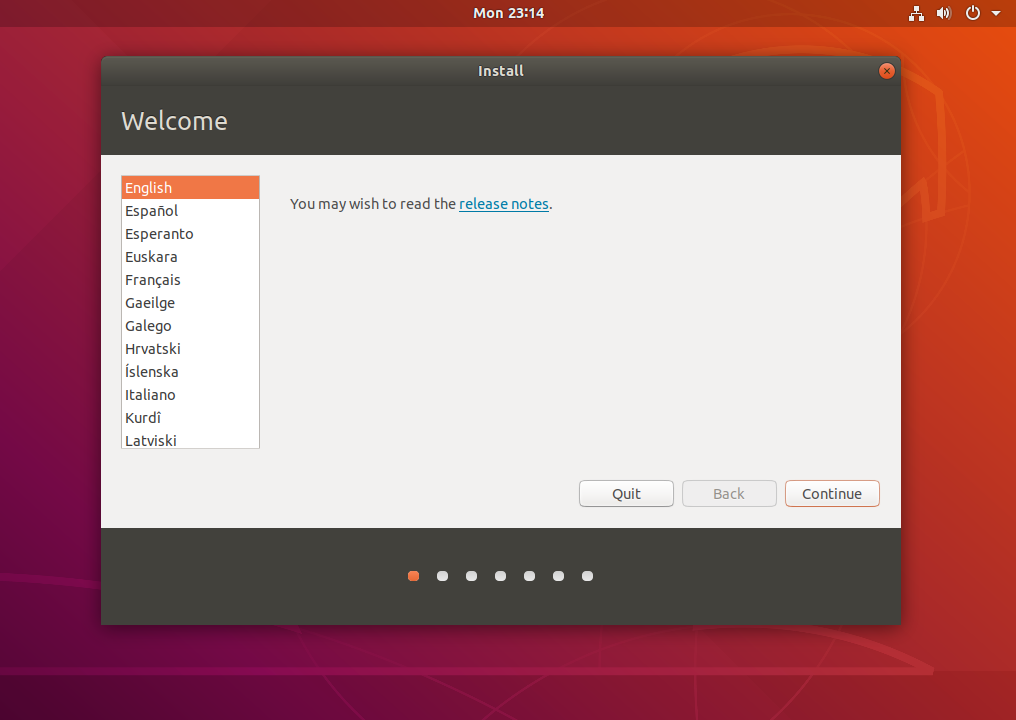 Mon 23:14
Install
Welcome
English
Español
Esperanto
Euskara
Français
Gaeilge
Galego
Hrvatski
Íslenska
Italiano
Kurdî
Latviski
You may wish to read the release notes.
Quit
Back
Continue